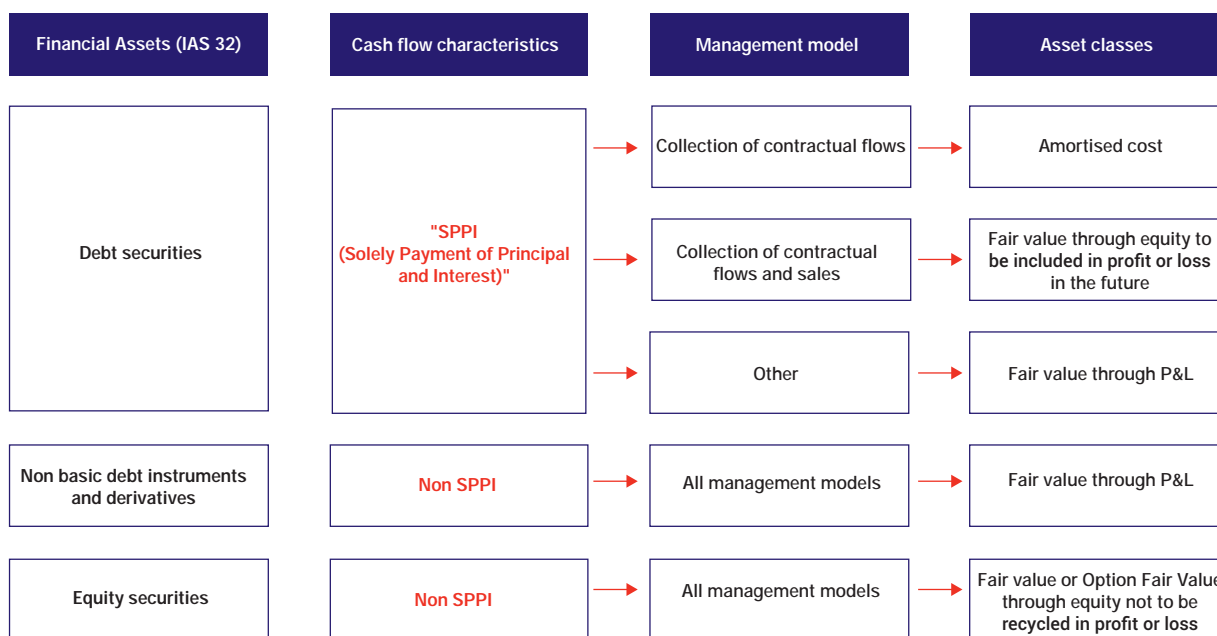 Financial Assets (IAS 32)
Cash flow characteristics
Management model
Asset classes
Debt securities
"SPPI
(Solely Payment of Principal
and Interest)"
Collection of contractual flows
Amortised cost
Collection of contractual
flows and sales
Fair value through equity to
be included in profit or loss
in the future
Other
Fair value through P&L
Non basic debt instruments
and derivatives
Non SPPI
All management models
Fair value through P&L
Equity securities
Non SPPI
All management models
Fair value or Option Fair Value
through equity not to be
recycled in profit or loss